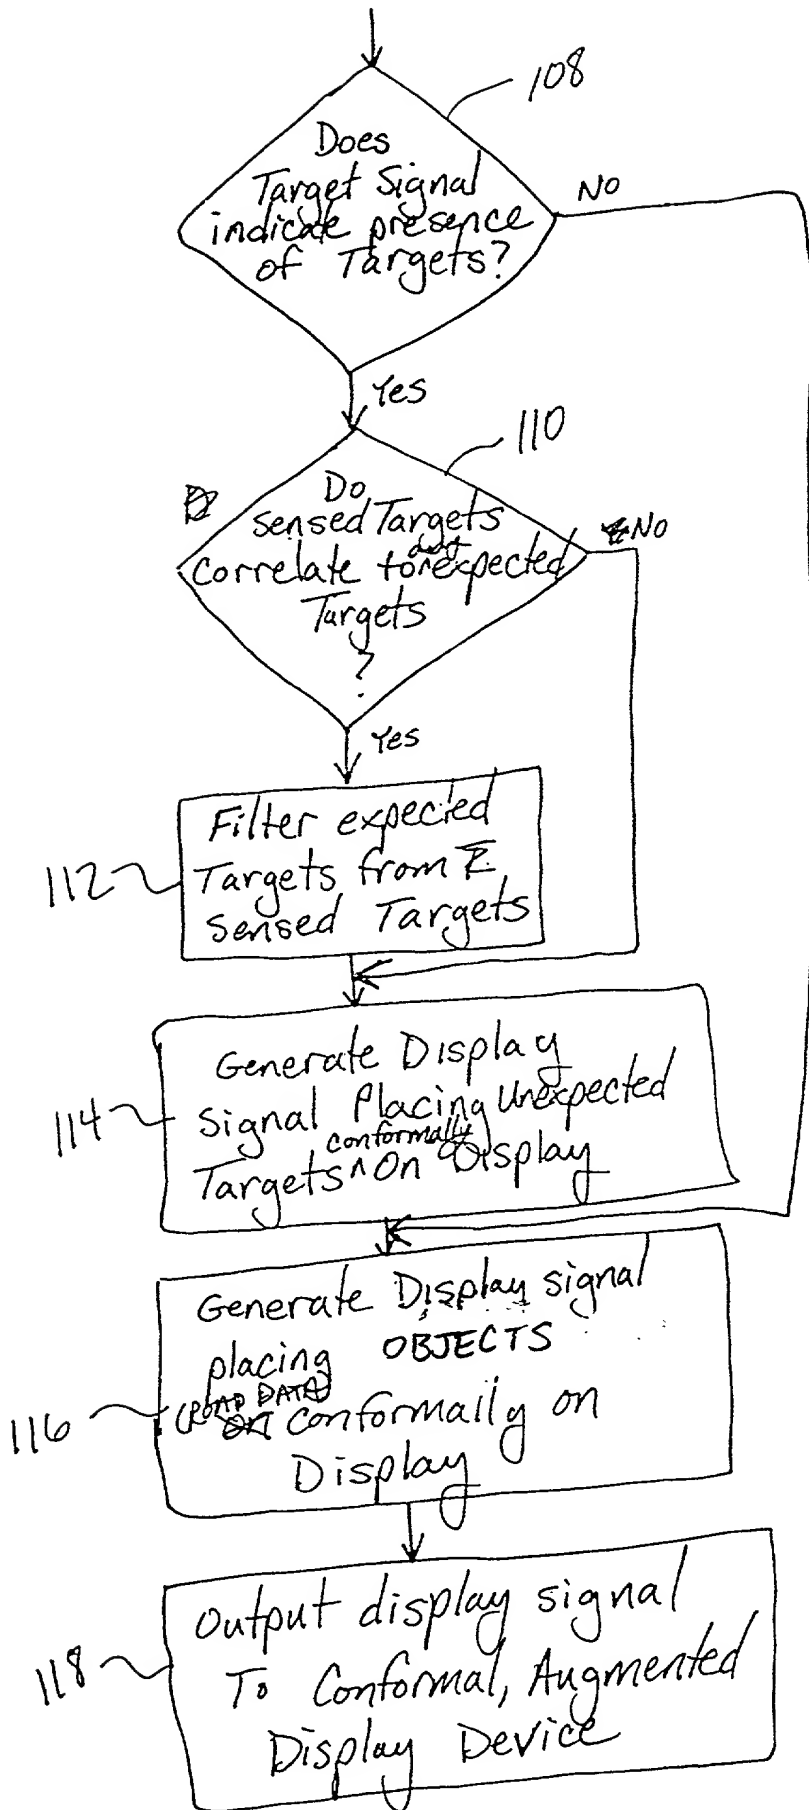 108
Does
Target Signal
indicate presence
of Targets?
No
Yes
110
Do
sensed Targets
correlate to expected
Targets
?
No
Yes
112
Filter expected
Targets from
sensed Targets
114
Generate Display
Signal Placing Unexpected
conformally
Targets ^ On Display
116
Generate Display signal
placing OBJECTS
(ROAD DATA)
conformally on
Display
118
Output display signal
To Conformal, Augmented
Display Device